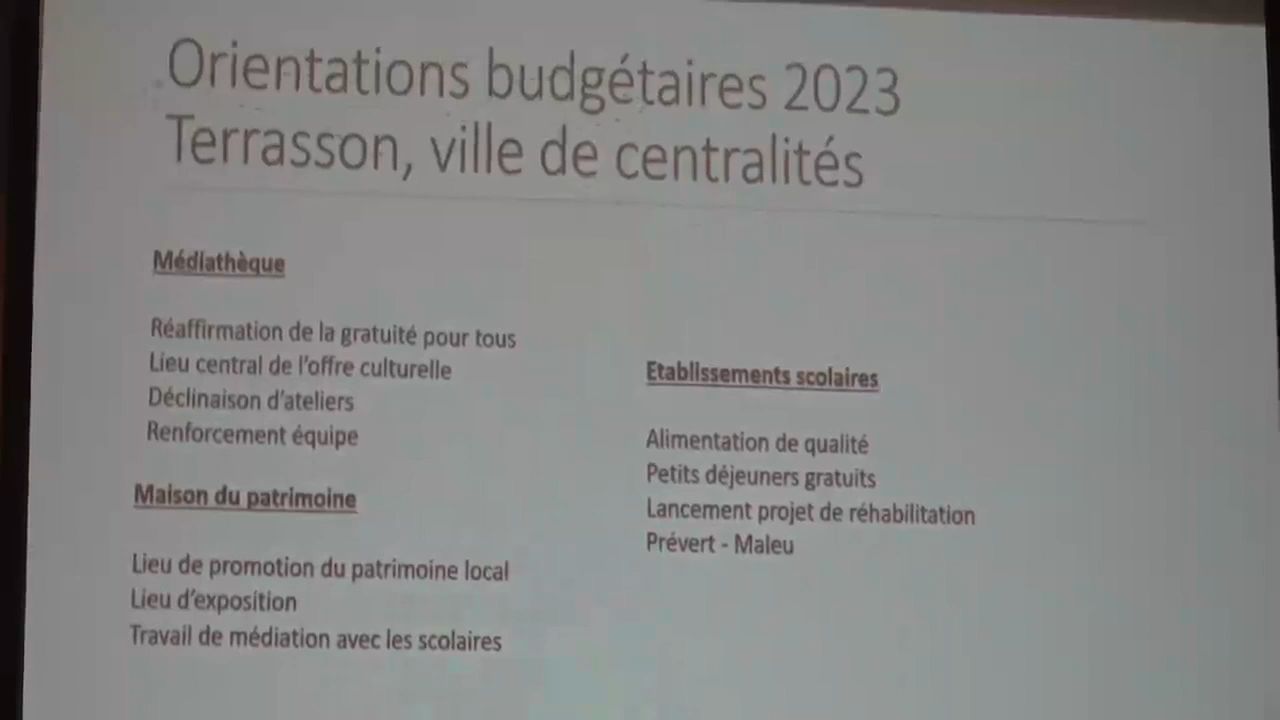 Orientations budgétaires 2023
Terrasson, ville de centralités
Médiathèque
Réaffirmation de la gratuité pour tous
Lieu central de l'offre culturelle
Déclinaison d'ateliers
Renforcement équipe
Maison du patrimoine
Lieu de promotion du patrimoine local
Lieu d'exposition
Travail de médiation avec les scolaires
Etablissements scolaires
Alimentation de qualité
Petits déjeuners gratuits
Lancement projet de réhabilitation
Prévert - Maleu